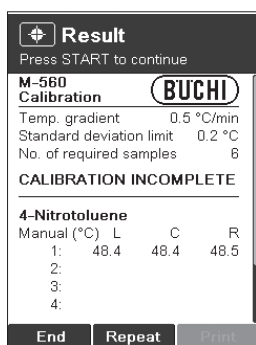 Result
Press START to continue
M-560
Calibration
BÜCHI
Temp. gradient 0.5 °C/min
Standard deviation limit 0.2 °C
No. of required samples 6
CALIBRATION INCOMPLETE
4-Nitrotoluene
Manual (°C) L C R
1: 48.4 48.4 48.5
2:
3:
4:
End Repeat Print